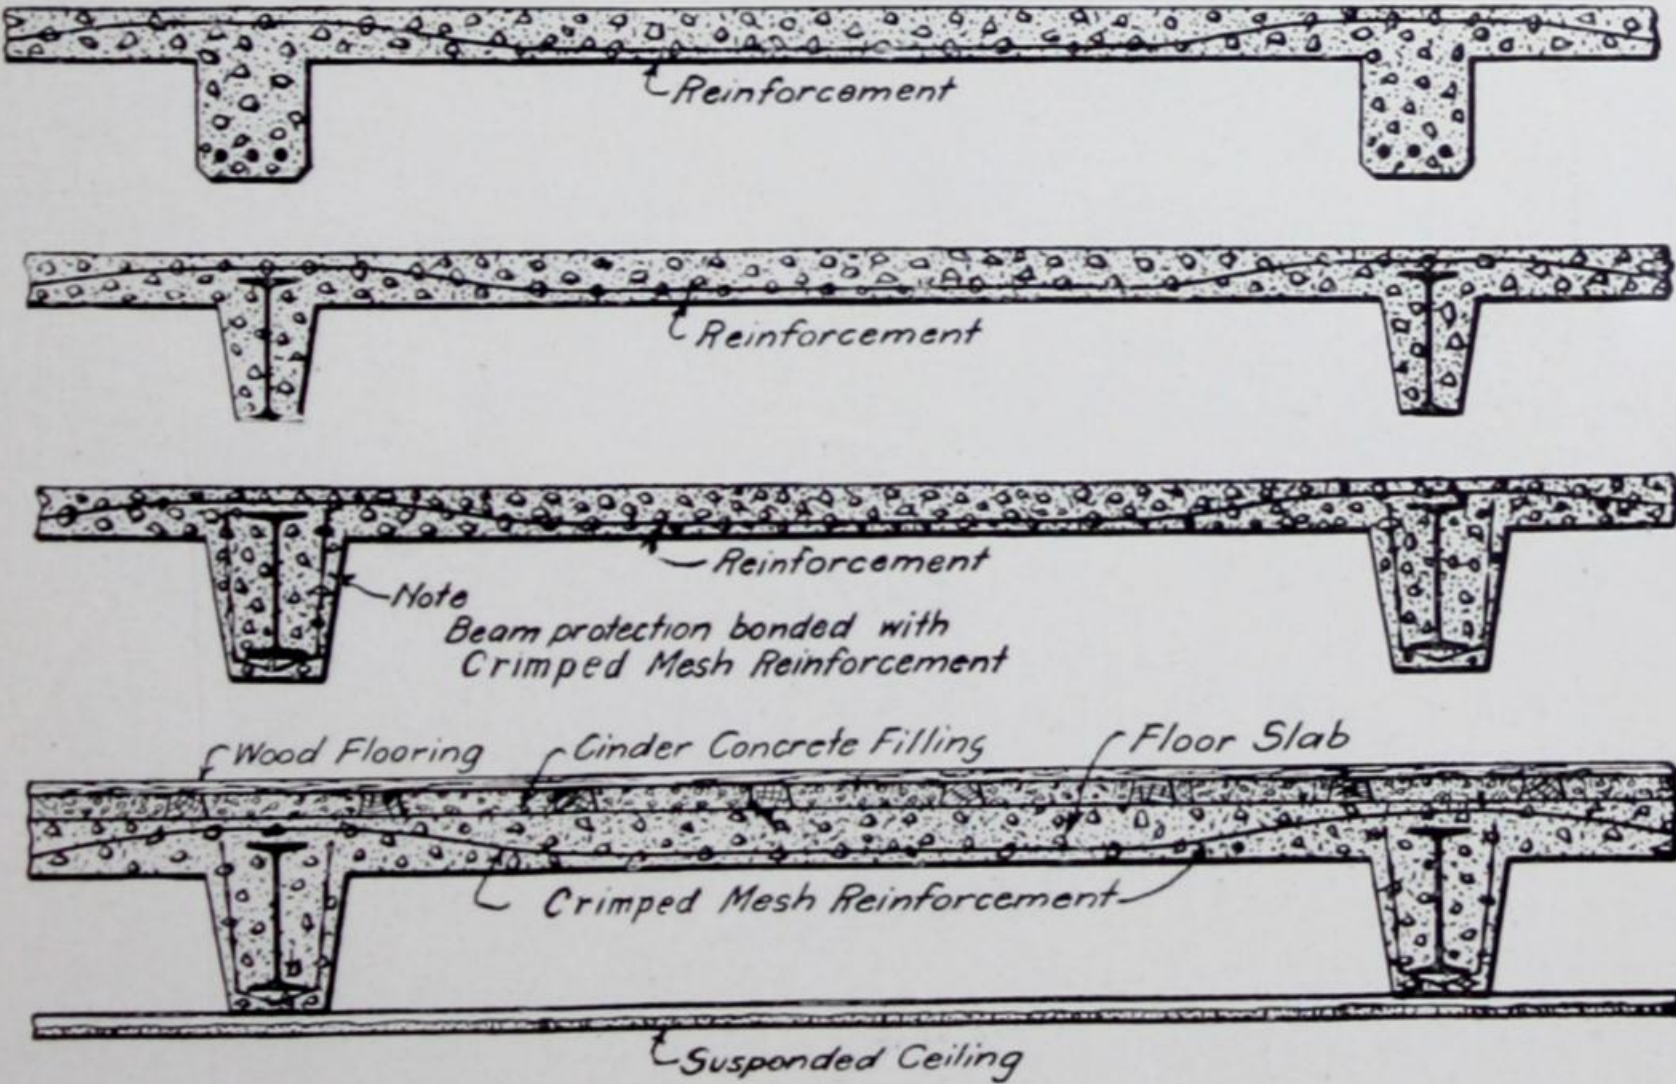 Reinforcement
Reinforcement
Reinforcement
Note
Beam protection bonded with
Crimped Mesh Reinforcement
Wood Flooring
Cinder Concrete Filling
Floor Slab
Crimped Mesh Reinforcement
Suspended Ceiling